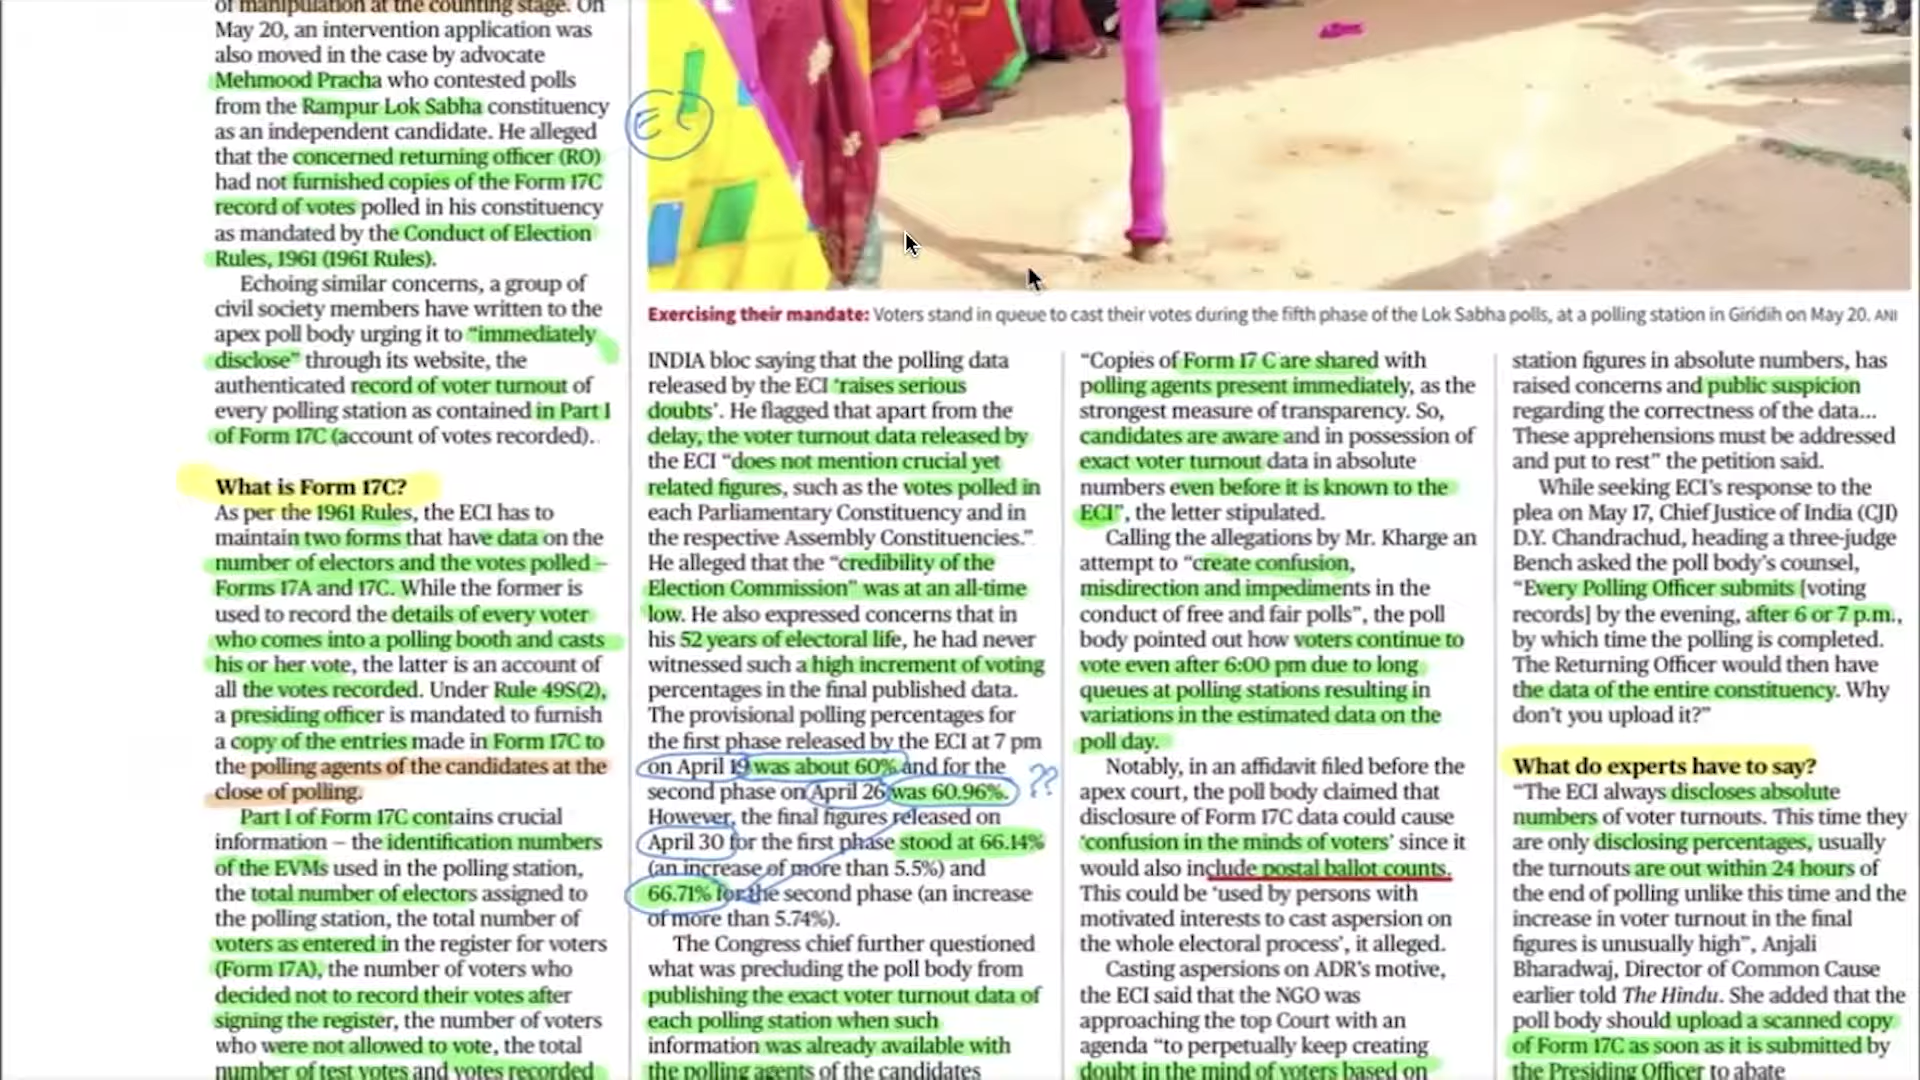 of manipulation at the counting stage. On
May 20, an intervention application was
also moved in the case by advocate
Mehmood Pracha who contested polls
from the Rampur Lok Sabha constituency
as an independent candidate. He alleged
that the concerned returning officer (RO)
had not furnished copies of the Form 17C
record of votes polled in his constituency
as mandated by the Conduct of Election
Rules, 1961 (1961 Rules).
Echoing similar concerns, a group of
civil society members have written to the
apex poll body urging it to “immediately
disclose” through its website, the
authenticated record of voter turnout of
every polling station as contained in Part I
of Form 17C (account of votes recorded).
What is Form 17C?
As per the 1961 Rules, the ECI has to
maintain two forms that have data on the
number of electors and the votes polled –
Forms 17A and 17C. While the former is
used to record the details of every voter
who comes into a polling booth and casts
his or her vote, the latter is an account of
all the votes recorded. Under Rule 49S(2),
a presiding officer is mandated to furnish
a copy of the entries made in Form 17C to
the polling agents of the candidates at the
close of polling.
Part I of Form 17C contains crucial
information – the identification numbers
of the EVMs used in the polling station,
the total number of electors assigned to
the polling station, the total number of
voters as entered in the register for voters
(Form 17A), the number of voters who
decided not to record their votes after
signing the register, the number of voters
who were not allowed to vote, the total
number of test votes and votes recorded
EC
Exercising their mandate: Voters stand in queue to cast their votes during the fifth phase of the Lok Sabha polls, at a polling station in Giridih on May 20. ANI
INDIA bloc saying that the polling data
released by the ECI ‘raises serious
doubts’. He flagged that apart from the
delay, the voter turnout data released by
the ECI “does not mention crucial yet
related figures, such as the votes polled in
each Parliamentary Constituency and in
the respective Assembly Constituencies.”
He alleged that the “credibility of the
Election Commission” was at an all-time
low. He also expressed concerns that in
his 52 years of electoral life, he had never
witnessed such a high increment of voting
percentages in the final published data.
The provisional polling percentages for
the first phase released by the ECI at 7 pm
on April 19 was about 60% and for the
second phase on April 26 was 60.96%. ??
However, the final figures released on
April 30 for the first phase stood at 66.14%
(an increase of more than 5.5%) and
66.71% for the second phase (an increase
of more than 5.74%).
The Congress chief further questioned
what was precluding the poll body from
publishing the exact voter turnout data of
each polling station when such
information was already available with
the polling agents of the candidates
“Copies of Form 17 C are shared with
polling agents present immediately, as the
strongest measure of transparency. So,
candidates are aware and in possession of
exact voter turnout data in absolute
numbers even before it is known to the
ECI”, the letter stipulated.
Calling the allegations by Mr. Kharge an
attempt to “create confusion,
misdirection and impediments in the
conduct of free and fair polls”, the poll
body pointed out how voters continue to
vote even after 6:00 pm due to long
queues at polling stations resulting in
variations in the estimated data on the
poll day.
Notably, in an affidavit filed before the
apex court, the poll body claimed that
disclosure of Form 17C data could cause
‘confusion in the minds of voters’ since it
would also include postal ballot counts.
This could be ‘used by persons with
motivated interests to cast aspersion on
the whole electoral process’, it alleged.
Casting aspersions on ADR’s motive,
the ECI said that the NGO was
approaching the top Court with an
agenda “to perpetually keep creating
doubt in the mind of voters based on
station figures in absolute numbers, has
raised concerns and public suspicion
regarding the correctness of the data...
These apprehensions must be addressed
and put to rest” the petition said.
While seeking ECI’s response to the
plea on May 17, Chief Justice of India (CJI)
D.Y. Chandrachud, heading a three-judge
Bench asked the poll body’s counsel,
“Every Polling Officer submits [voting
records] by the evening, after 6 or 7 p.m.,
by which time the polling is completed.
The Returning Officer would then have
the data of the entire constituency. Why
don’t you upload it?”
What do experts have to say?
“The ECI always discloses absolute
numbers of voter turnouts. This time they
are only disclosing percentages, usually
the turnouts are out within 24 hours of
the end of polling unlike this time and the
increase in voter turnout in the final
figures is unusually high”, Anjali
Bharadwaj, Director of Common Cause
earlier told The Hindu. She added that the
poll body should upload a scanned copy
of Form 17C as soon as it is submitted by
the Presiding Officer to abate